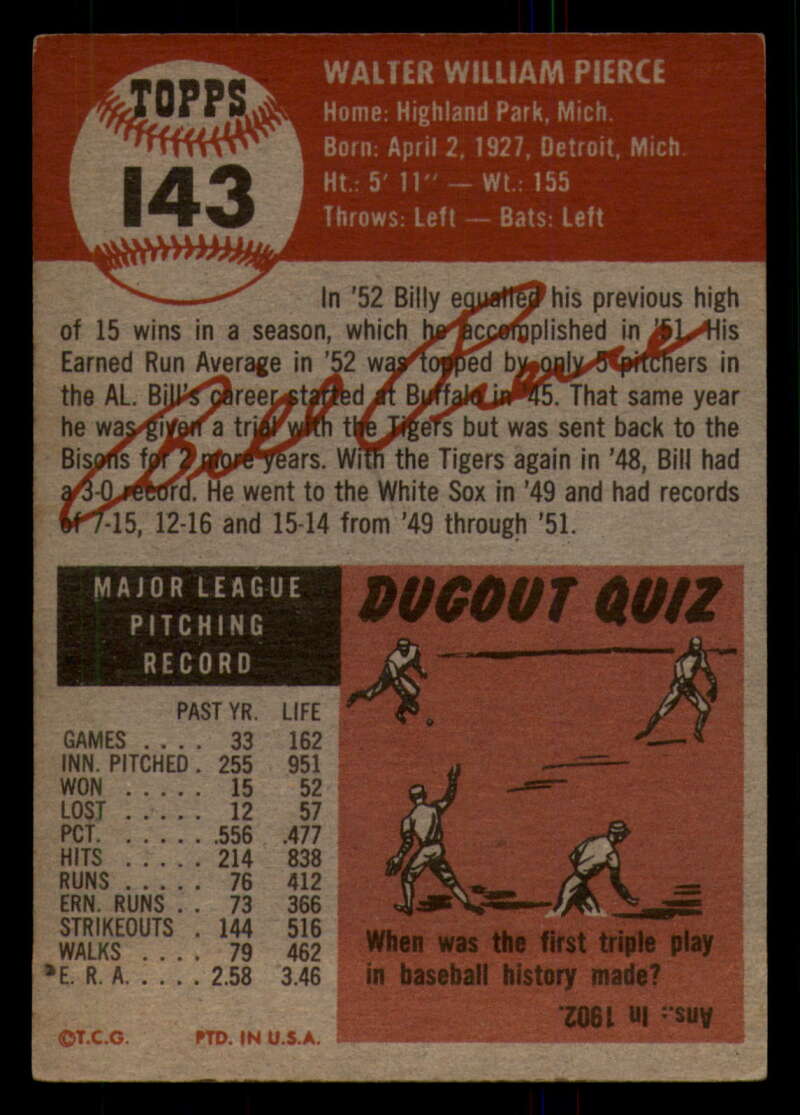 TOPPS
143
WALTER WILLIAM PIERCE
Home: Highland Park, Mich.
Born: April 2, 1927, Detroit, Mich.
Ht.: 5' 11" — Wt.: 155
Throws: Left — Bats: Left
In '52 Billy equalled his previous high
of 15 wins in a season, which he accomplished in '51. His
Earned Run Average in '52 was topped by only 5 pitchers in
the AL. Bill's career started at Buffalo in '45. That same year
he was given a trial with the Tigers but was sent back to the
Bisons for 2 more years. With the Tigers again in '48, Bill had
a 3-0 record. He went to the White Sox in '49 and had records
of 7-15, 12-16 and 15-14 from '49 through '51.
Bill Pierce
MAJOR LEAGUE
PITCHING
RECORD
PAST YR. LIFE
GAMES . . . . 33 162
INN. PITCHED . 255 951
WON . . . . . 15 52
LOST . . . . . 12 57
PCT. . . . . . .556 .477
HITS . . . . . 214 838
RUNS . . . . . 76 412
ERN. RUNS . . 73 366
STRIKEOUTS . 144 516
WALKS . . . . 79 462
E. R. A. . . . . 2.58 3.46
©T.C.G. PTD. IN U.S.A.
DUGOUT QUIZ
When was the first triple play
in baseball history made?
Ans.: In 1902.